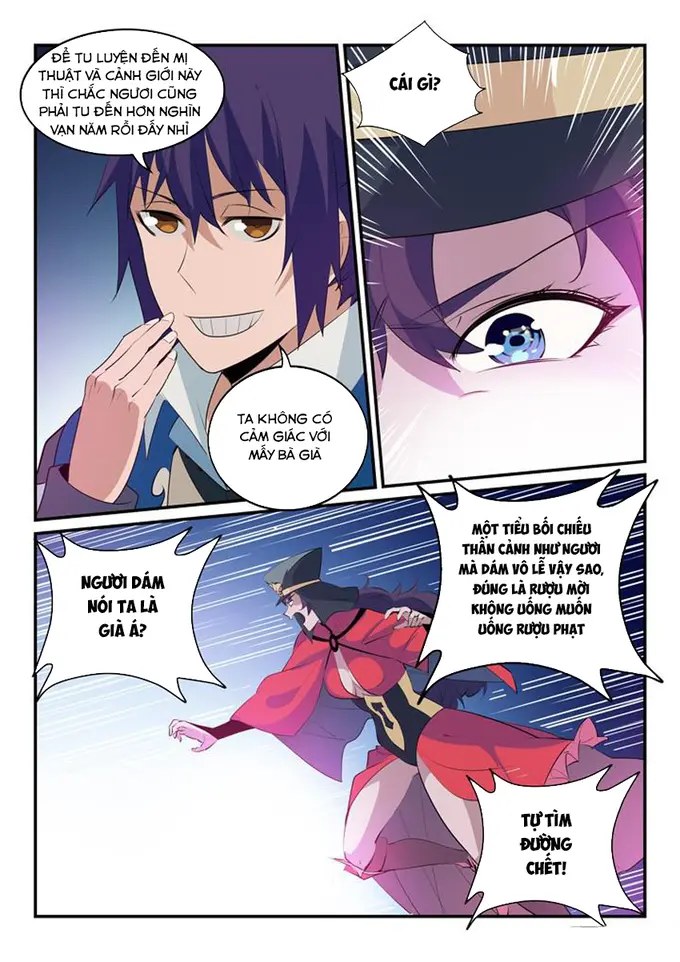 ĐỂ TU LUYỆN ĐẾN MỊ
THUẬT VÀ CẢNH GIỚI NÀY
THÌ CHẮC NGƯƠI CŨNG
PHẢI TU ĐẾN HƠN NGHÌN
VẠN NĂM RỒI ĐẤY NHỈ
CÁI GÌ?
TA KHÔNG CÓ
CẢM GIÁC VỚI
MẤY BÀ GIÀ
NGƯƠI DÁM
NÓI TA LÀ
GIÀ Á?
MỘT TIỂU BỐI CHIẾU
THẦN CẢNH NHƯ NGƯƠI
MÀ DÁM VÔ LỄ VẬY SAO,
ĐÚNG LÀ RƯỢU MỜI
KHÔNG UỐNG MUỐN
UỐNG RƯỢU PHẠT
TỰ TÌM
ĐƯỜNG
CHẾT!